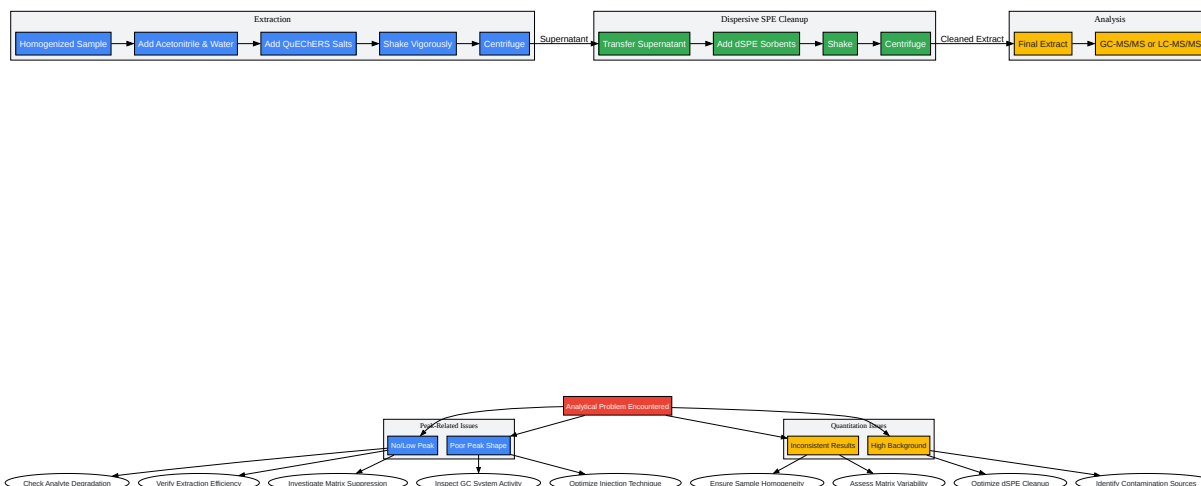 Extraction
Dispersive SPE Cleanup
Analysis
Homogenized Sample
Add Acetonitrile & Water
Add QuEChERS Salts
Shake Vigorously
Centrifuge
Supernatant
Transfer Supernatant
Add dSPE Sorbents
Shake
Centrifuge
Cleaned Extract
Final Extract
GC-MS/MS or LC-MS/MS
Analytical Problem Encountered
Peak-Related Issues
Quantitation Issues
No/Low Peak
Poor Peak Shape
Inconsistent Results
High Background
Check Analyte Degradation
Verify Extraction Efficiency
Investigate Matrix Suppression
Inspect GC System Activity
Optimize Injection Technique
Ensure Sample Homogeneity
Assess Matrix Variability
Optimize dSPE Cleanup
Identify Contamination Sources